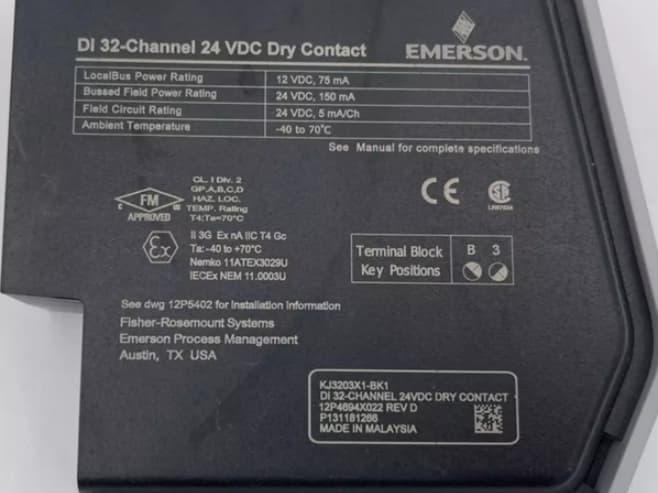 DI 32-Channel 24 VDC Dry Contact
EMERSON.
LocalBus Power Rating 12 VDC, 75 mA
Bussed Field Power Rating 24 VDC, 150 mA
Field Circuit Rating 24 VDC, 5 mA/Ch
Ambient Temperature -40 to 70°C
See Manual for complete specifications
C FM US
APPROVED
CL. I Div. 2
GP.A,B,C,D
HAZ. LOC.
TEMP. Rating
T4:Ta=70°C
CE
Ex
II 3G Ex nA IIC T4 Gc
Ta: -40 to +70°C
Nemko 11ATEX3029U
IECEx NEM 11.0003U
Terminal Block B 3
Key Positions
See dwg 12P5402 for installation information
Fisher-Rosemount Systems
Emerson Process Management
Austin, TX USA
KJ3203X1-BK1
DI 32-CHANNEL 24VDC DRY CONTACT
12P4694X022 REV D
P131181266
MADE IN MALAYSIA